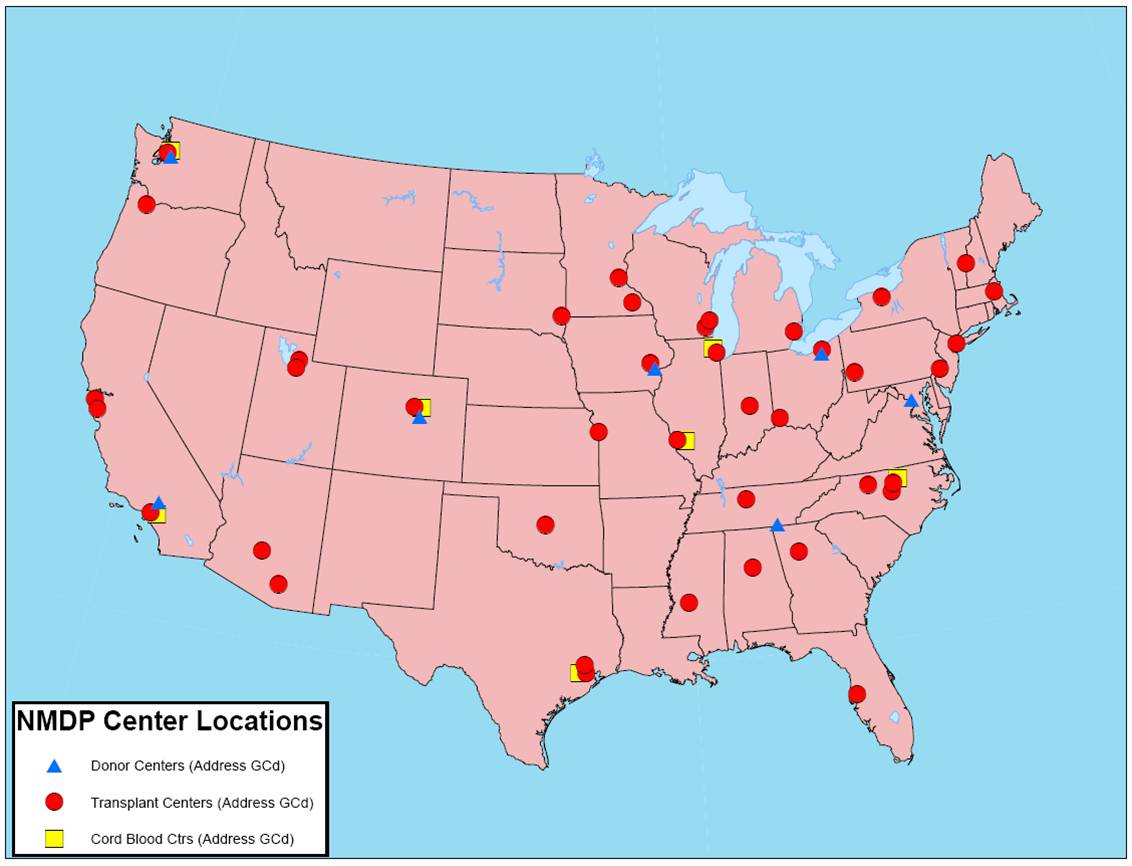 NMDP Center Locations
Donor Centers (Address GCd)
Transplant Centers (Address GCd)
Cord Blood Ctrs (Address GCd)